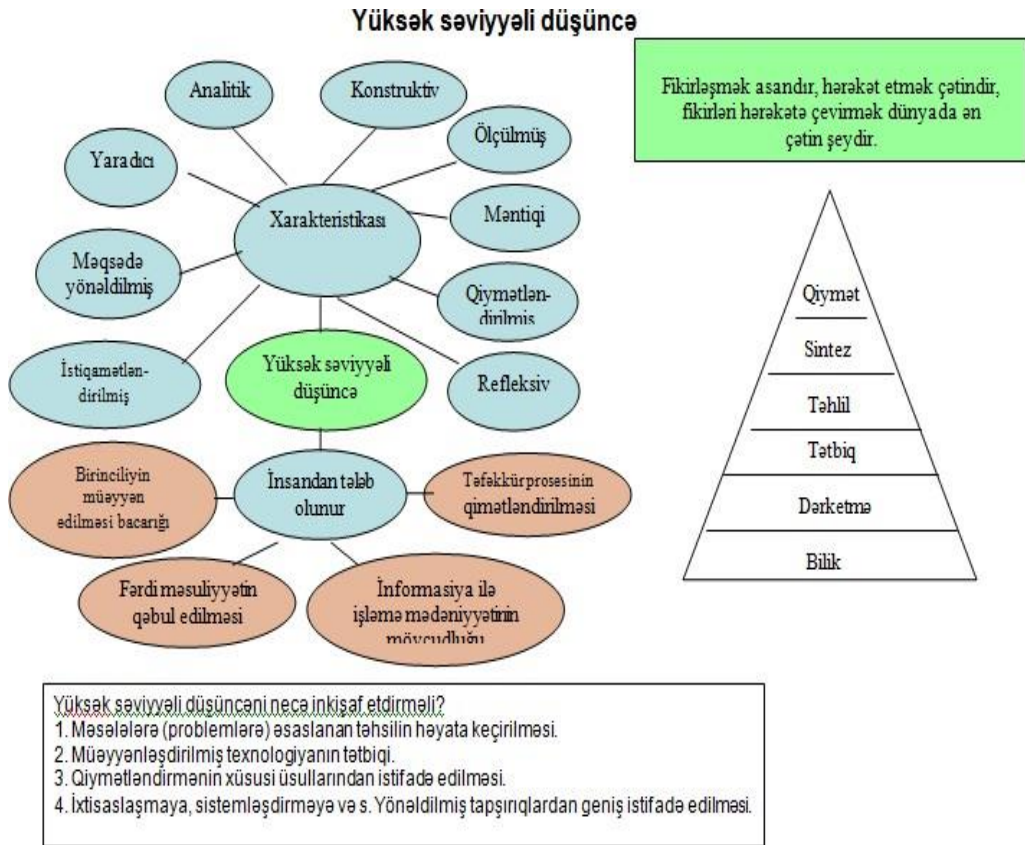 Yüksək səviyyəli düşüncə
Fikirləşmək asandır, hərəkət etmək çətindir,
fikirləri hərəkətə çevirmək dünyada ən
çətin şeydir.
Analitik
Konstruktiv
Ölçülmüş
Yaradıcı
Xarakteristikası
Məntiqi
Məqsədə
yönəldilmiş
Qiymətlən-
dirilmiş
İstiqamətlən-
dirilmiş
Yüksək səviyyəli
düşüncə
Refleksiv
Birinciliyin
müəyyən
edilməsi bacarığı
İnsandan tələb
olunur
Təfəkkür prosesinin
qimətləndirilməsi
Fərdi məsuliyyətin
qəbul edilməsi
İnformasiya ilə
işləmə mədəniyyətinin
mövcudluğu
Qiymət
Sintez
Təhlil
Tətbiq
Dərketmə
Bilik
Yüksək səviyyəli düşüncəni necə inkişaf etdirməli?
1. Məsələlərə (problemlərə) əsaslanan təhsilin həyata keçirilməsi.
2. Müəyyənləşdirilmiş texnologiyanın tətbiqi.
3. Qiymətləndirmənin xüsusi üsullarından istifadə edilməsi.
4. İxtisaslaşmaya, sistemləşdirməyə və s. Yönəldilmiş tapşırıqlardan geniş istifadə edilməsi.